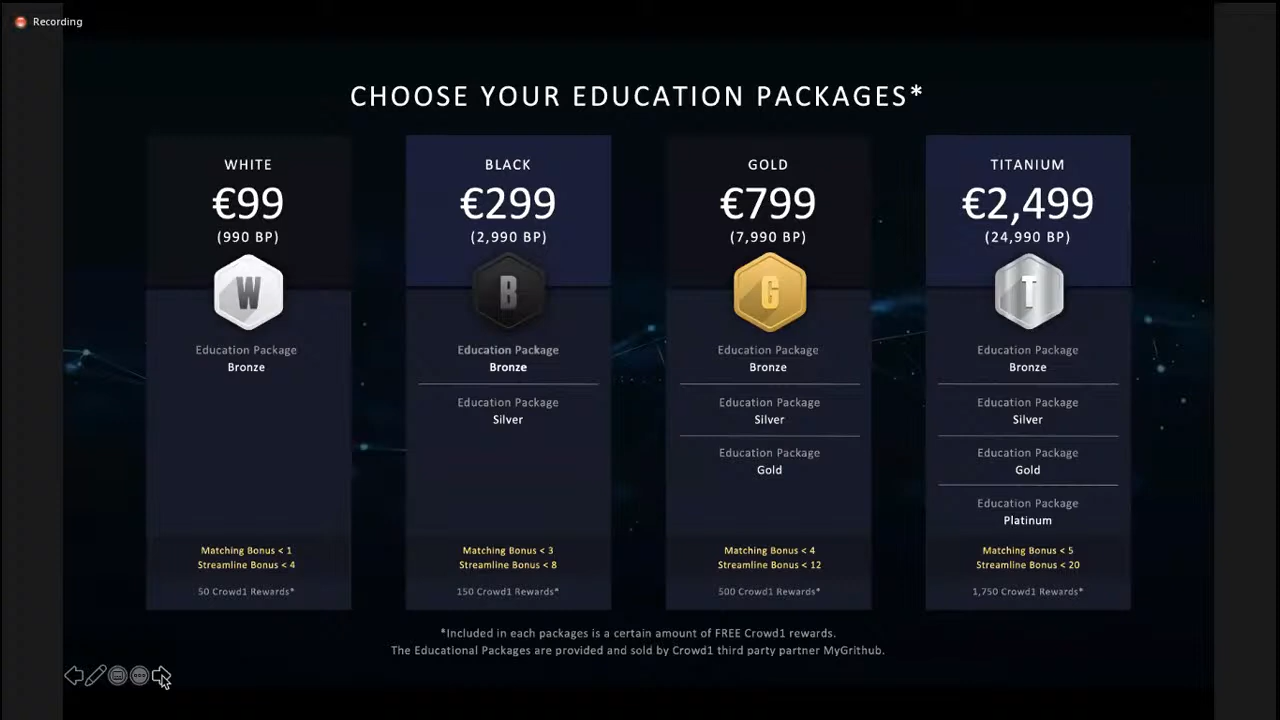 Recording
CHOOSE YOUR EDUCATION PACKAGES*
WHITE
€99
(990 BP)
W
Education Package
Bronze
Matching Bonus < 1
Streamline Bonus < 4
50 Crowd1 Rewards*
BLACK
€299
(2,990 BP)
B
Education Package
Bronze
Education Package
Silver
Matching Bonus < 3
Streamline Bonus < 8
150 Crowd1 Rewards*
GOLD
€799
(7,990 BP)
G
Education Package
Bronze
Education Package
Silver
Education Package
Gold
Matching Bonus < 4
Streamline Bonus < 12
500 Crowd1 Rewards*
TITANIUM
€2,499
(24,990 BP)
T
Education Package
Bronze
Education Package
Silver
Education Package
Gold
Education Package
Platinum
Matching Bonus < 5
Streamline Bonus < 20
1,750 Crowd1 Rewards*
*Included in each packages is a certain amount of FREE Crowd1 rewards.
The Educational Packages are provided and sold by Crowd1 third party partner MyGrithub.